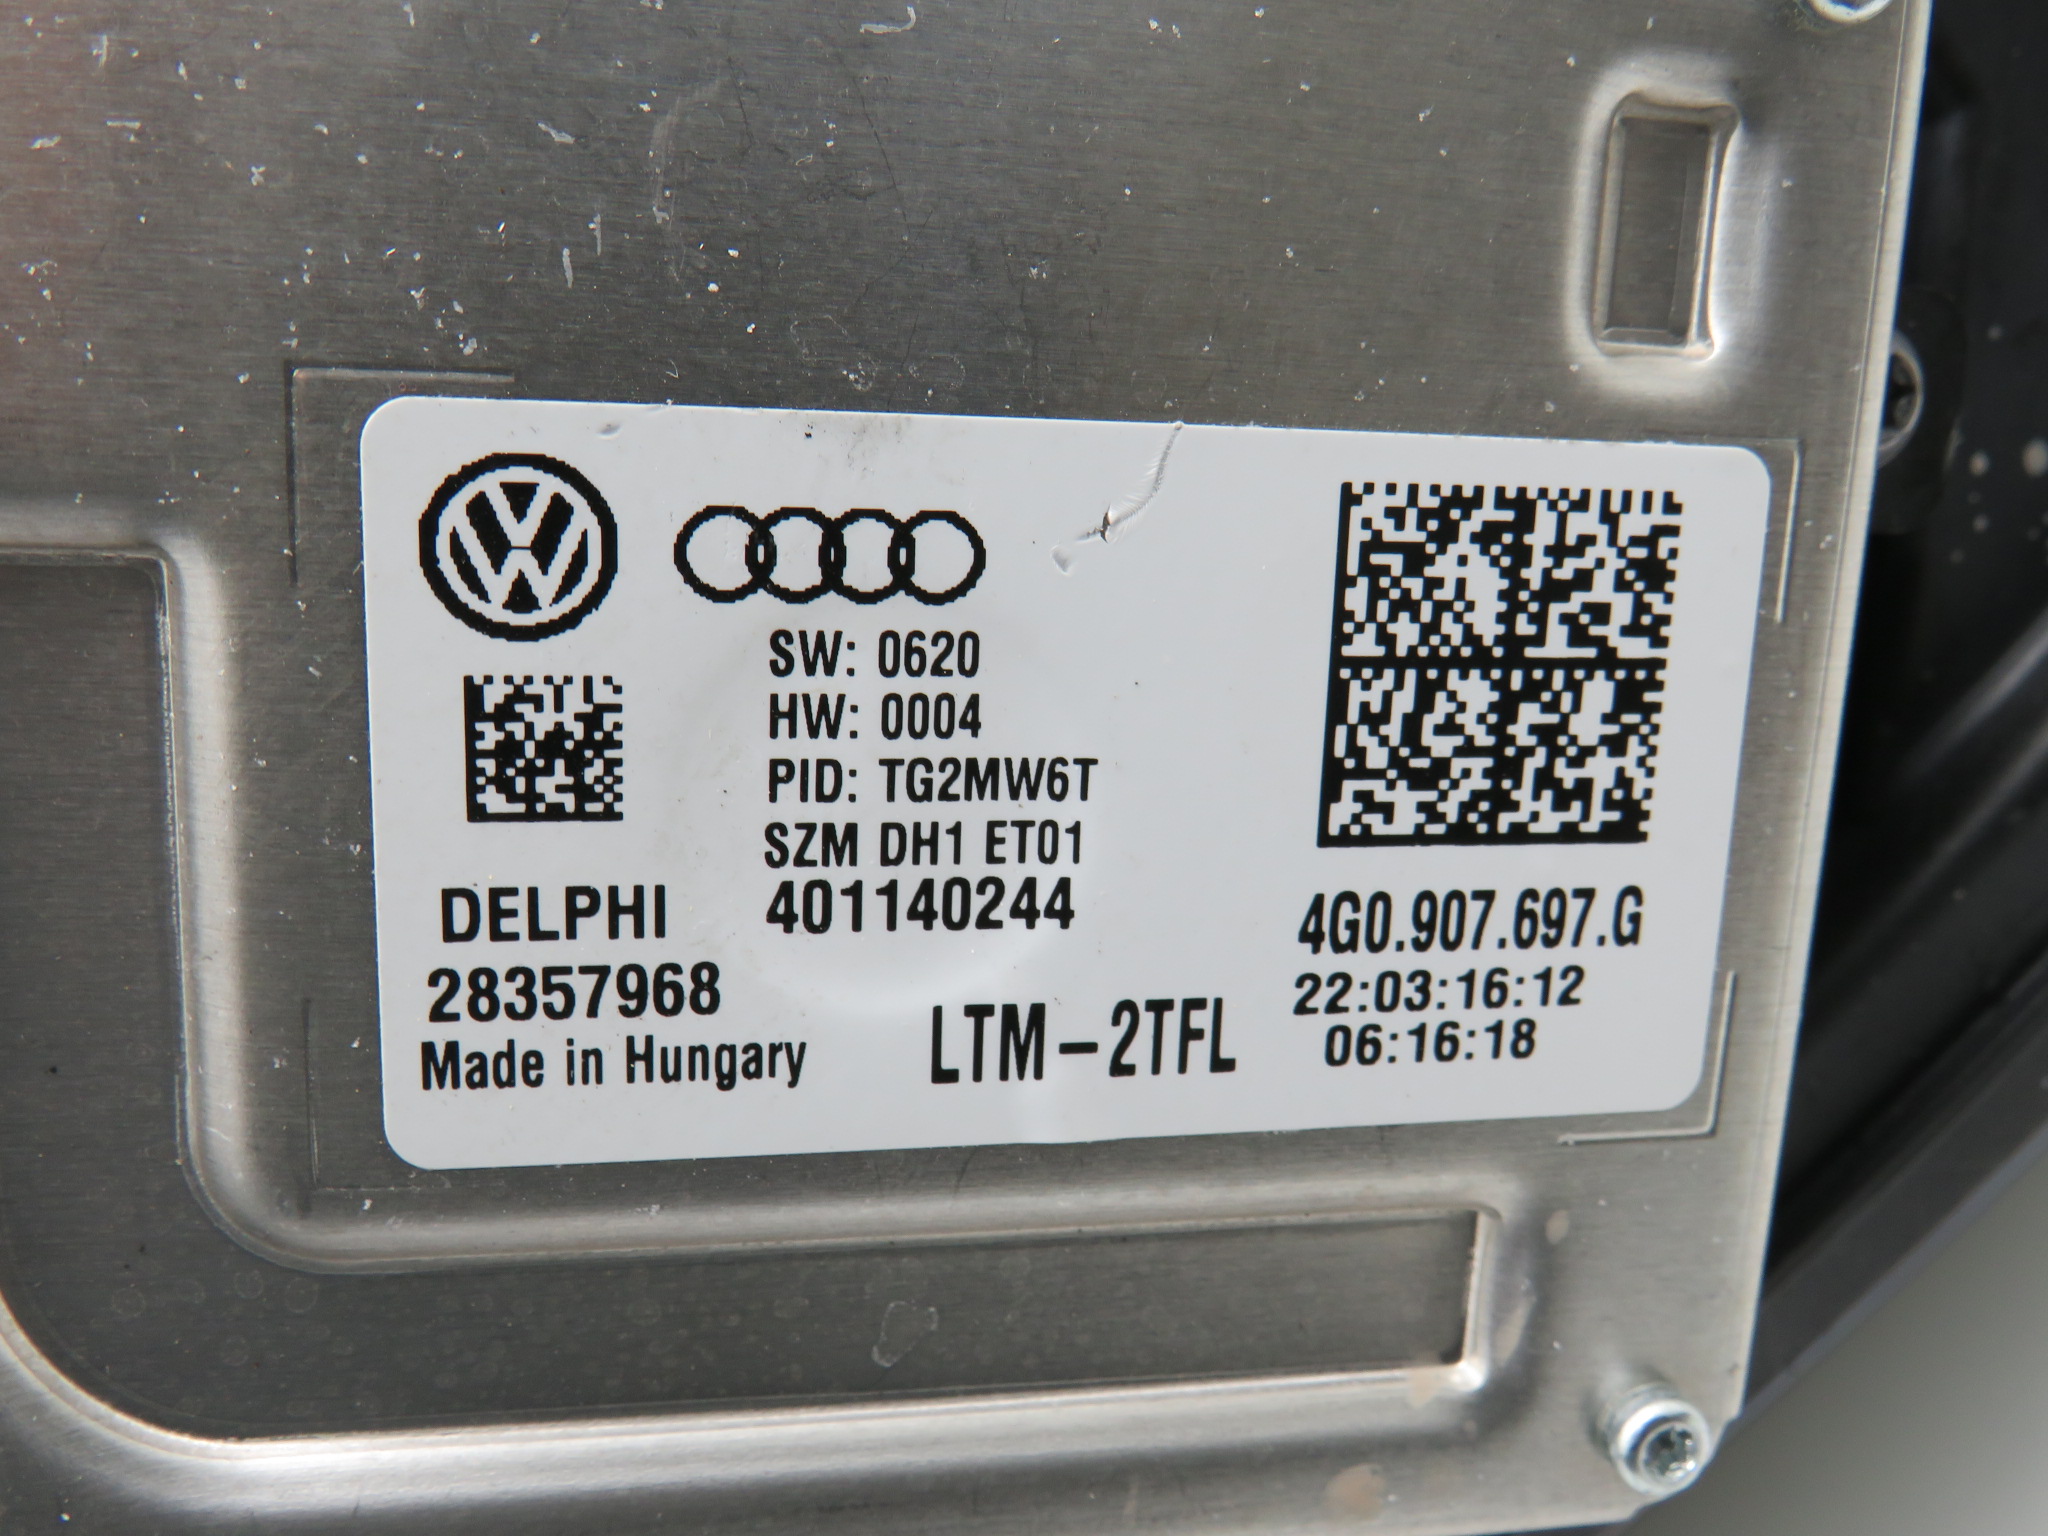 SW: 0620
HW: 0004
PID: TG2MW6T
SZM DH1 ET01
401140244
DELPHI
28357968
Made in Hungary
LTM-2TFL
4G0.907.697.G
22:03:16:12
06:16:18